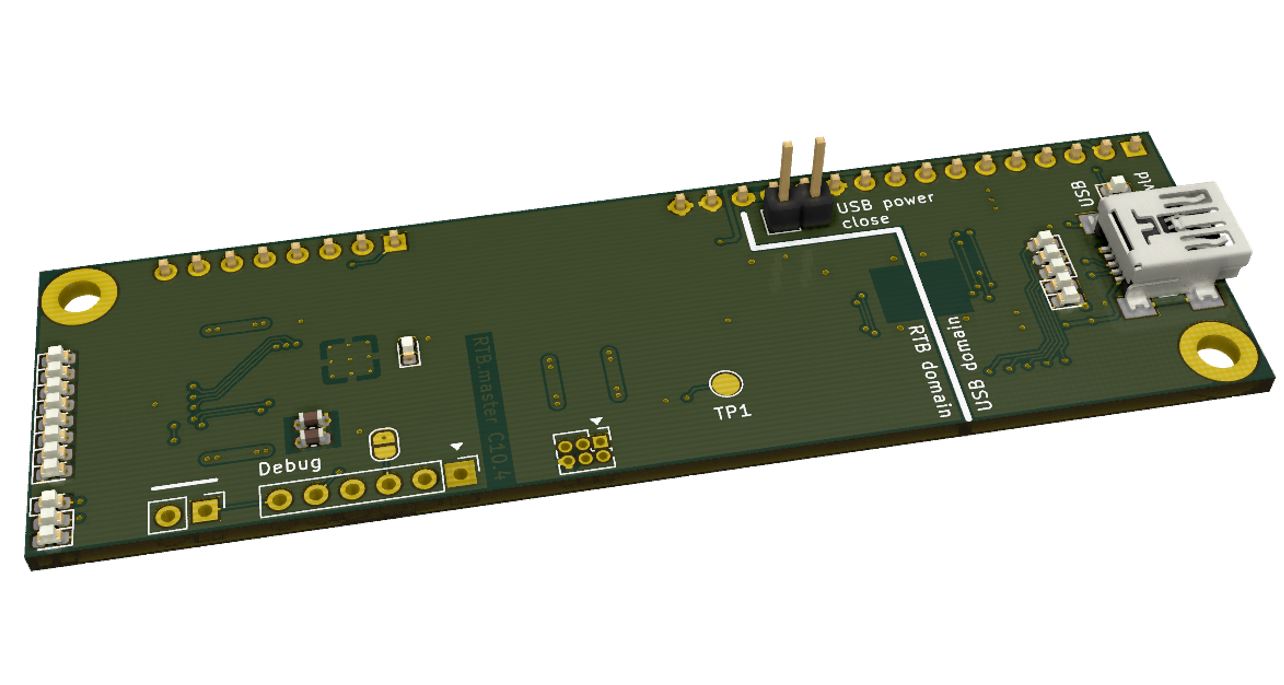 USB power
close
USB
RTB domain
USB domain
RTB.master C10.4
TP1
Debug